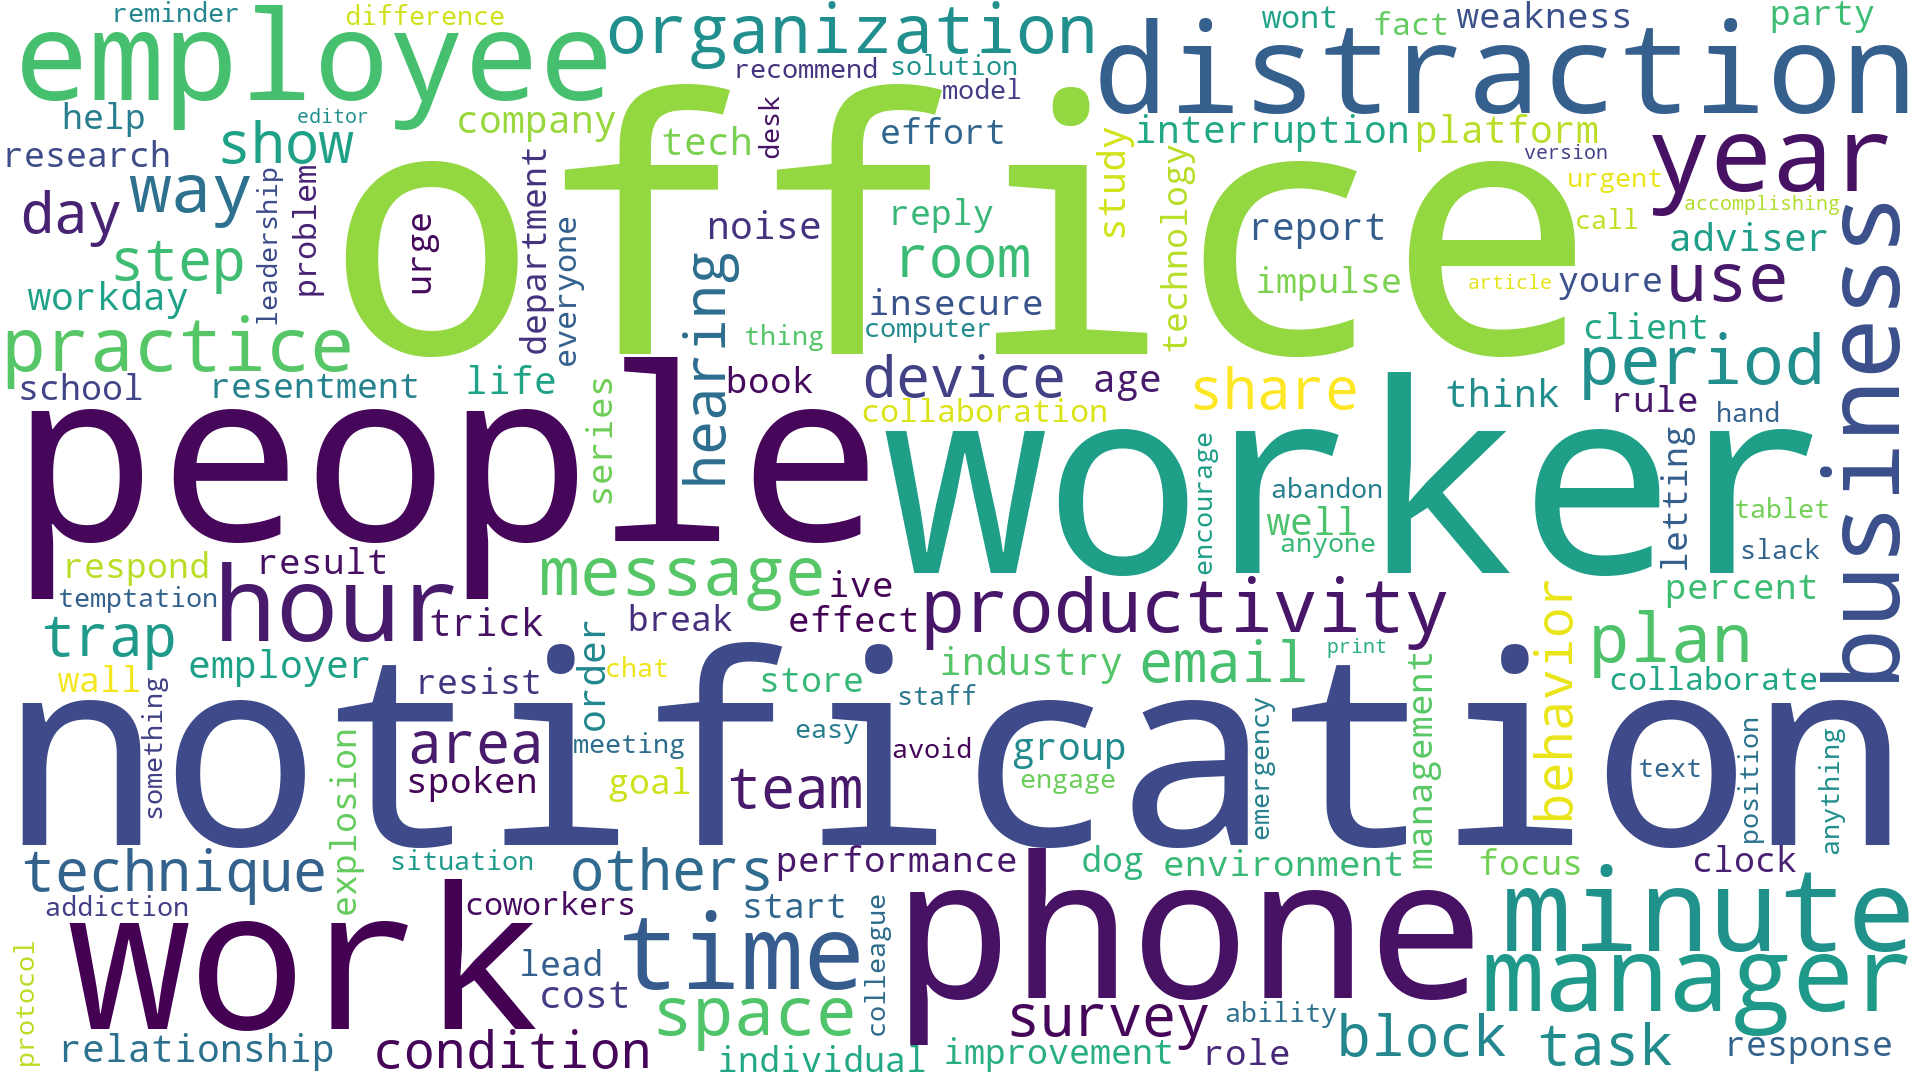 reminder
difference
employee
organization
wont
fact
weakness
party
distraction
recommend
solution
model
help
editor
company
show
tech
desk
effort
study
interruption
platform
version
year
research
way
leadership
problem
department
office
technology
urgent
accomplishing
day
urge
everyone
noise
reply
report
call
adviser
step
hearing
room
impulse
article
youre
use
business
workday
insecure
computer
thing
client
practice
period
school
resentment
life
series
book
device
age
share
think
rule
hand
collaboration
people
worker
encourage
abandon
well
anyone
letting
tablet
slack
respond
result
message
ive
percent
temptation
hour
trick
break
effect
productivity
behavior
trap
order
plan
employer
resist
chat
store
industry
email
print
management
collaborate
wall
something
notification
staff
easy
area
meeting
avoid
group
emergency
text
position
anything
explosion
spoken
goal
team
engage
technique
situation
others
performance
dog
environment
focus
clock
addiction
coworkers
start
colleague
phone
minute
work
time
manager
protocol
lead
cost
space
survey
ability
block
task
response
relationship
condition
individual
improvement
role